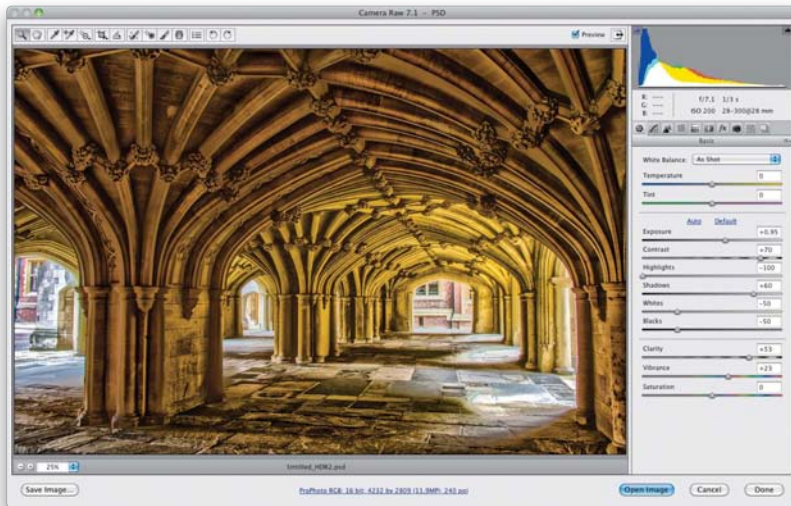 Camera Raw 7.1 – PSD
Preview
R: ---
G: ---
B: ---
f/7.1 1/3 s
ISO 200 28-300@28 mm
Basic
White Balance: As Shot
Temperature 0
Tint 0
Auto Default
Exposure +0.95
Contrast +70
Highlights -100
Shadows +60
Whites -50
Blacks -50
Clarity +53
Vibrance +23
Saturation 0
25%
Untitled_HDR2.psd
Save Image...
ProPhoto RGB; 16 bit; 4232 by 2809 (11.9MP); 240 ppi
Open Image
Cancel
Done